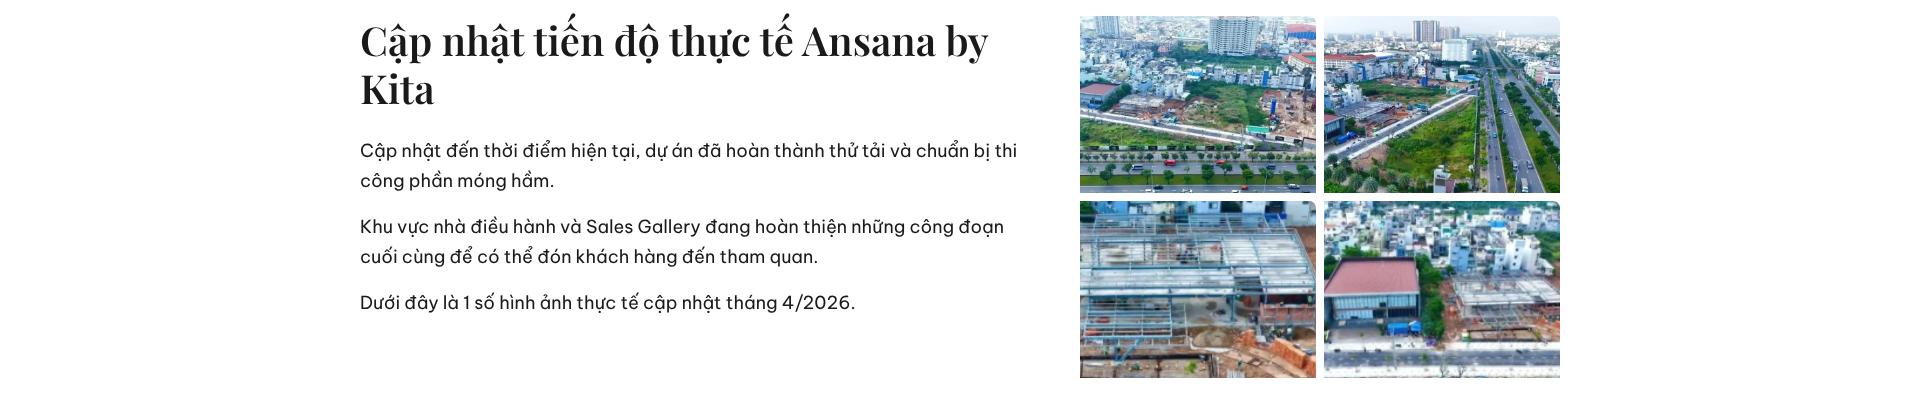 Cập nhật tiến độ thực tế Ansana by
Kita
Cập nhật đến thời điểm hiện tại, dự án đã hoàn thành thử tải và chuẩn bị thi
công phần móng hầm.
Khu vực nhà điều hành và Sales Gallery đang hoàn thiện những công đoạn
cuối cùng để có thể đón khách hàng đến tham quan.
Dưới đây là 1 số hình ảnh thực tế cập nhật tháng 4/2026.